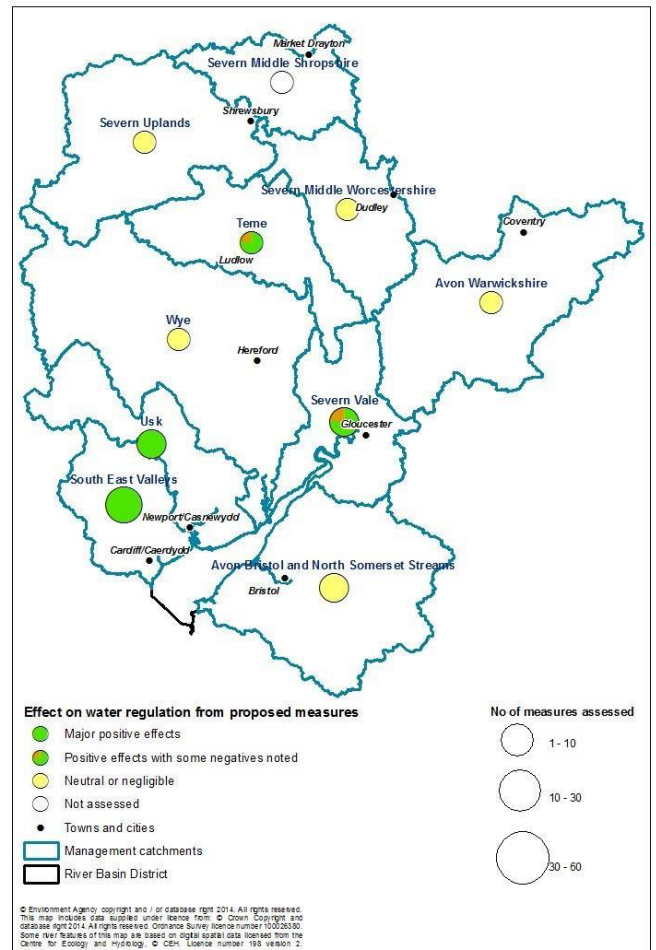 Market Drayton
Severn Middle Shropshire
Shrewsbury
Severn Uplands
Severn Middle Worcestershire
Dudley
Teme
Coventry
Ludlow
Avon Warwickshire
Wye
Hereford
Severn Vale
Usk
Gloucester
South East Valleys
Newport/Casnewydd
Cardiff/Caerdydd
Avon Bristol and North Somerset Streams
Bristol
Effect on water regulation from proposed measures
Major positive effects
Positive effects with some negatives noted
Neutral or negligible
Not assessed
Towns and cities
Management catchments
River Basin District
No of measures assessed
1 - 10
10 - 30
30 - 60
© Environment Agency copyright and / or database right 2014. All rights reserved.
This map includes data supplied under licence from: © Crown Copyright and
database right 2014. All rights reserved. Ordnance Survey licence number 100026380.
Some river features of this map are based on digital spatial data licensed from the
Centre for Ecology and Hydrology, © CEH. Licence number 198 version 2.